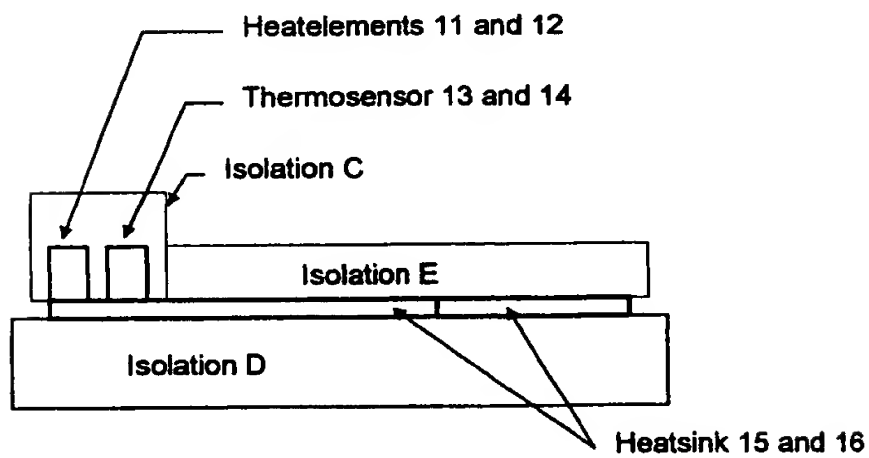 Heatelements 11 and 12
Thermosensor 13 and 14
Isolation C
Isolation E
Isolation D
Heatsink 15 and 16